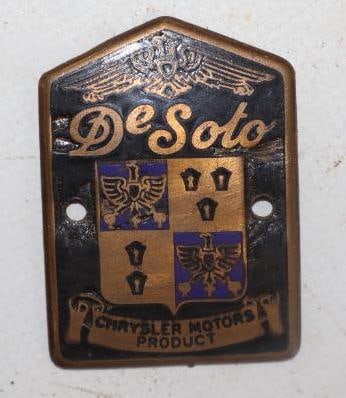 DeSoto
CHRYSLER MOTORS
PRODUCT